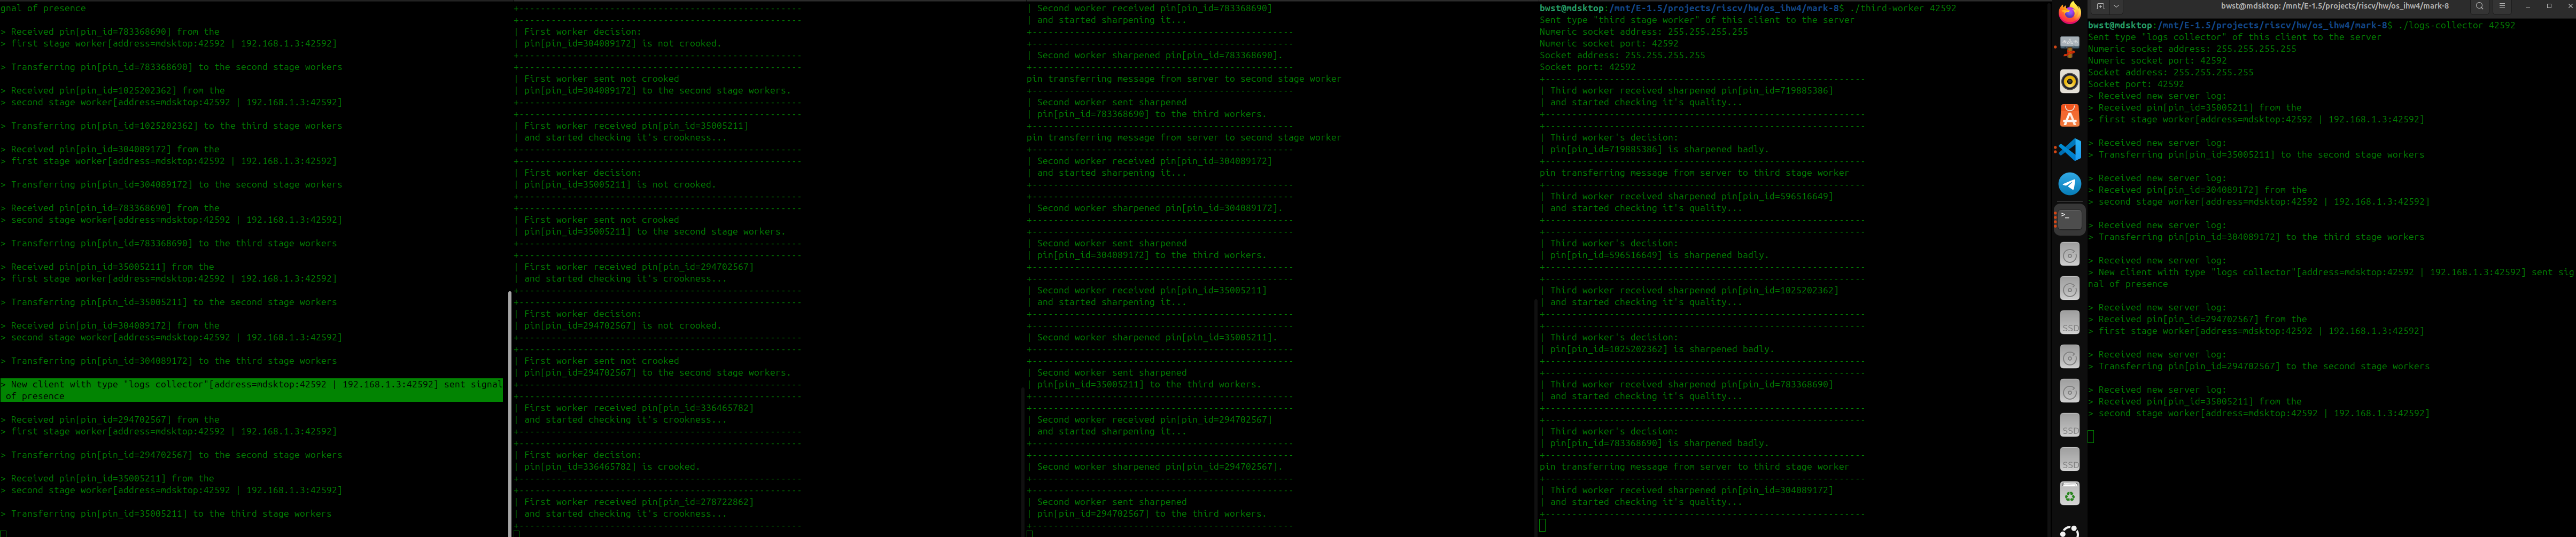 gnal of presence
> Received pin[pin_id=783368690] from the
> first stage worker[address=mdsktop:42592 | 192.168.1.3:42592]
> Transferring pin[pin_id=783368690] to the second stage workers
> Received pin[pin_id=1025202362] from the
> second stage worker[address=mdsktop:42592 | 192.168.1.3:42592]
> Transferring pin[pin_id=1025202362] to the third stage workers
> Received pin[pin_id=304089172] from the
> first stage worker[address=mdsktop:42592 | 192.168.1.3:42592]
> Transferring pin[pin_id=304089172] to the second stage workers
> Received pin[pin_id=783368690] from the
> second stage worker[address=mdsktop:42592 | 192.168.1.3:42592]
> Transferring pin[pin_id=783368690] to the third stage workers
> Received pin[pin_id=35005211] from the
> first stage worker[address=mdsktop:42592 | 192.168.1.3:42592]
> Transferring pin[pin_id=35005211] to the second stage workers
> Received pin[pin_id=304089172] from the
> second stage worker[address=mdsktop:42592 | 192.168.1.3:42592]
> Transferring pin[pin_id=304089172] to the third stage workers
> New client with type "logs collector"[address=mdsktop:42592 | 192.168.1.3:42592] sent signal
of presence
> Received pin[pin_id=294702567] from the
> first stage worker[address=mdsktop:42592 | 192.168.1.3:42592]
> Transferring pin[pin_id=294702567] to the second stage workers
> Received pin[pin_id=35005211] from the
> second stage worker[address=mdsktop:42592 | 192.168.1.3:42592]
> Transferring pin[pin_id=35005211] to the third stage workers
| First worker decision:
| pin[pin_id=304089172] is not crooked.
| First worker sent not crooked
| pin[pin_id=304089172] to the second stage workers.
| First worker received pin[pin_id=35005211]
| and started checking it's crookness...
| First worker decision:
| pin[pin_id=35005211] is not crooked.
| First worker sent not crooked
| pin[pin_id=35005211] to the second stage workers.
| First worker received pin[pin_id=294702567]
| and started checking it's crookness...
| First worker decision:
| pin[pin_id=294702567] is not crooked.
| First worker sent not crooked
| pin[pin_id=294702567] to the second stage workers.
| First worker received pin[pin_id=336465782]
| and started checking it's crookness...
| First worker decision:
| pin[pin_id=336465782] is crooked.
| First worker received pin[pin_id=278722862]
| and started checking it's crookness...
| Second worker received pin[pin_id=783368690]
| and started sharpening it...
| Second worker sharpened pin[pin_id=783368690].
pin transferring message from server to second stage worker
| Second worker sent sharpened
| pin[pin_id=783368690] to the third workers.
pin transferring message from server to second stage worker
| Second worker received pin[pin_id=304089172]
| and started sharpening it...
| Second worker sharpened pin[pin_id=304089172].
| Second worker sent sharpened
| pin[pin_id=304089172] to the third workers.
| Second worker received pin[pin_id=35005211]
| and started sharpening it...
| Second worker sharpened pin[pin_id=35005211].
| Second worker sent sharpened
| pin[pin_id=35005211] to the third workers.
| Second worker received pin[pin_id=294702567]
| and started sharpening it...
| Second worker sharpened pin[pin_id=294702567].
| Second worker sent sharpened
| pin[pin_id=294702567] to the third workers.
bwst@mdsktop:/mnt/E-1.5/projects/riscv/hw/os_ihw4/mark-8$ ./third-worker 42592
Sent type "third stage worker" of this client to the server
Numeric socket address: 255.255.255.255
Numeric socket port: 42592
Socket address: 255.255.255.255
Socket port: 42592
| Third worker received sharpened pin[pin_id=719885386]
| and started checking it's quality...
| Third worker's decision:
| pin[pin_id=719885386] is sharpened badly.
pin transferring message from server to third stage worker
| Third worker received sharpened pin[pin_id=596516649]
| and started checking it's quality...
| Third worker's decision:
| pin[pin_id=596516649] is sharpened badly.
| Third worker received sharpened pin[pin_id=1025202362]
| and started checking it's quality...
| Third worker's decision:
| pin[pin_id=1025202362] is sharpened badly.
| Third worker received sharpened pin[pin_id=783368690]
| and started checking it's quality...
| Third worker's decision:
| pin[pin_id=783368690] is sharpened badly.
pin transferring message from server to third stage worker
| Third worker received sharpened pin[pin_id=304089172]
| and started checking it's quality...
SSD
SSD
SSD
bwst@mdsktop: /mnt/E-1.5/projects/riscv/hw/os_ihw4/mark-8
bwst@mdsktop:/mnt/E-1.5/projects/riscv/hw/os_ihw4/mark-8$ ./logs-collector 42592
Sent type "logs collector" of this client to the server
Numeric socket address: 255.255.255.255
Numeric socket port: 42592
Socket address: 255.255.255.255
Socket port: 42592
> Received new server log:
> Received pin[pin_id=35005211] from the
> first stage worker[address=mdsktop:42592 | 192.168.1.3:42592]
> Received new server log:
> Transferring pin[pin_id=35005211] to the second stage workers
> Received new server log:
> Received pin[pin_id=304089172] from the
> second stage worker[address=mdsktop:42592 | 192.168.1.3:42592]
> Received new server log:
> Transferring pin[pin_id=304089172] to the third stage workers
> Received new server log:
> New client with type "logs collector"[address=mdsktop:42592 | 192.168.1.3:42592] sent sig
nal of presence
> Received new server log:
> Received pin[pin_id=294702567] from the
> first stage worker[address=mdsktop:42592 | 192.168.1.3:42592]
> Received new server log:
> Transferring pin[pin_id=294702567] to the second stage workers
> Received new server log:
> Received pin[pin_id=35005211] from the
> second stage worker[address=mdsktop:42592 | 192.168.1.3:42592]